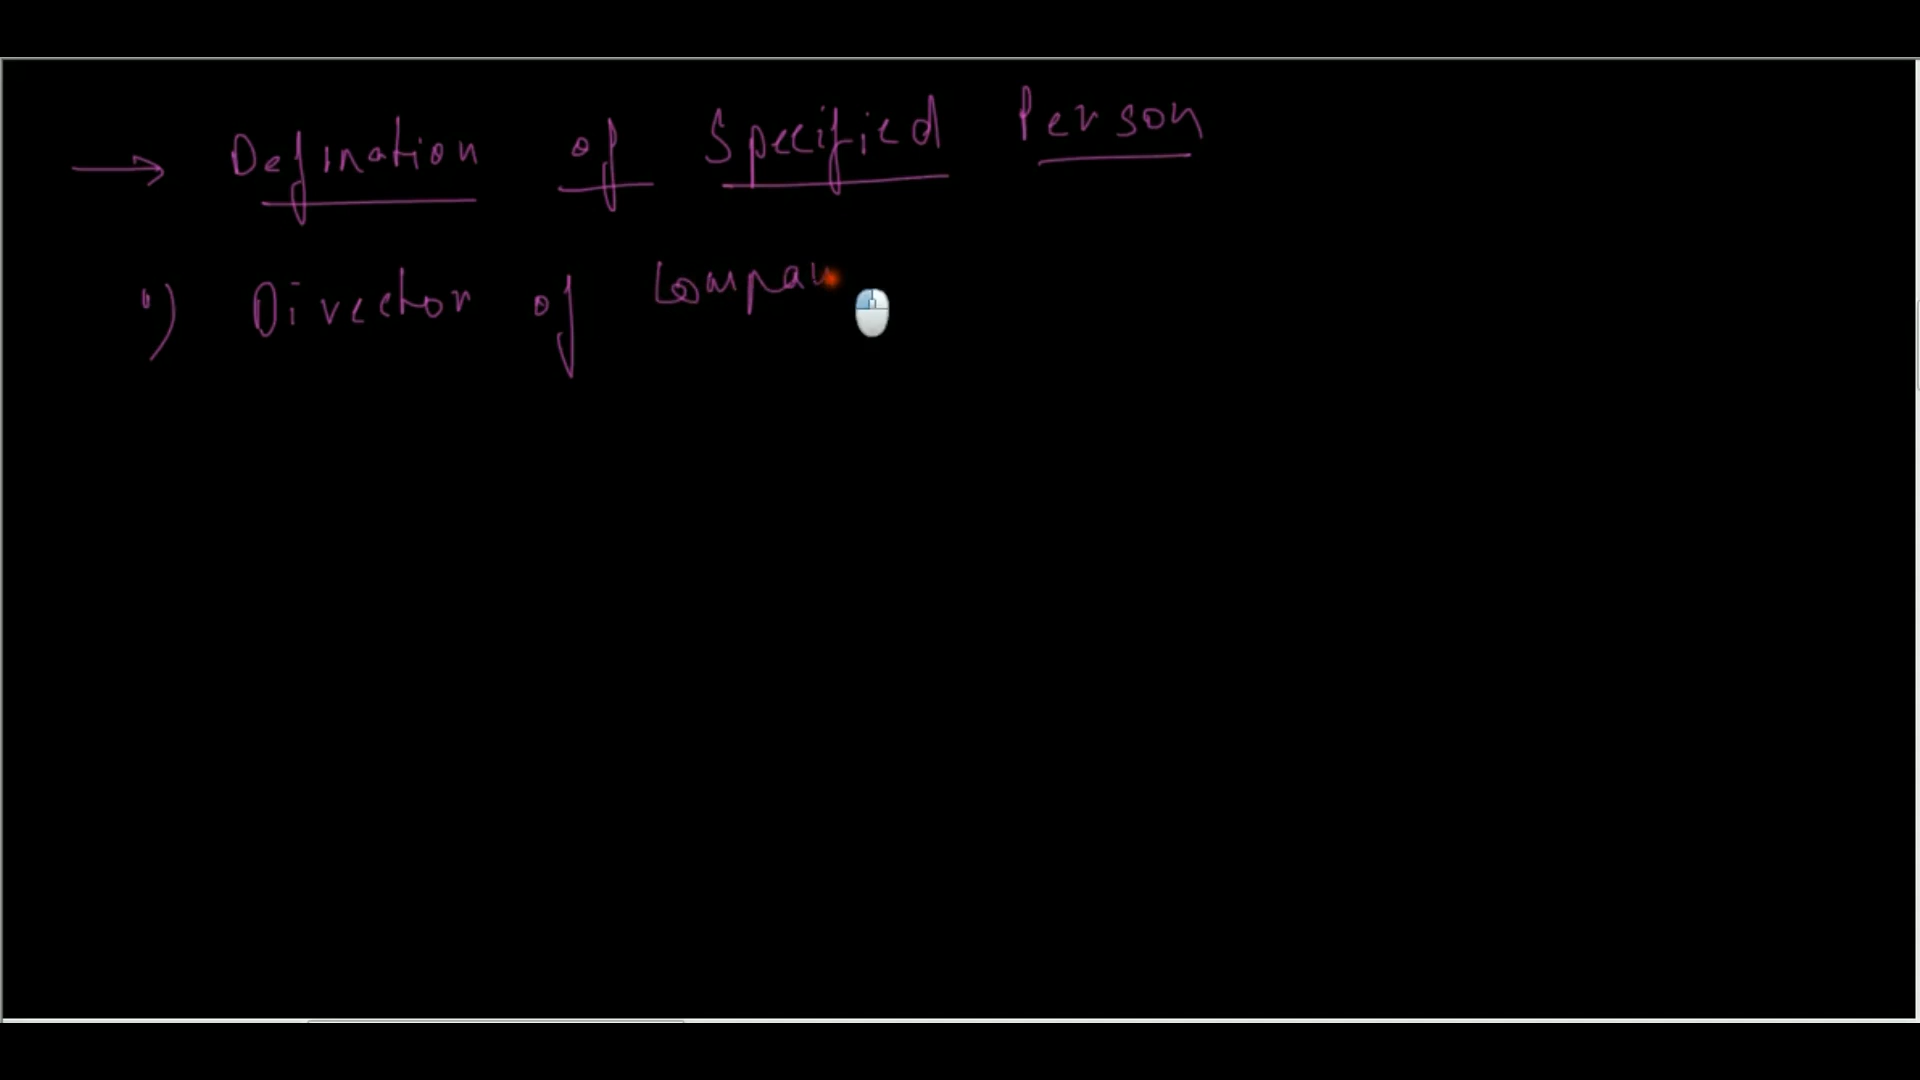 → Defination of Specified Person
i) Director of Compan